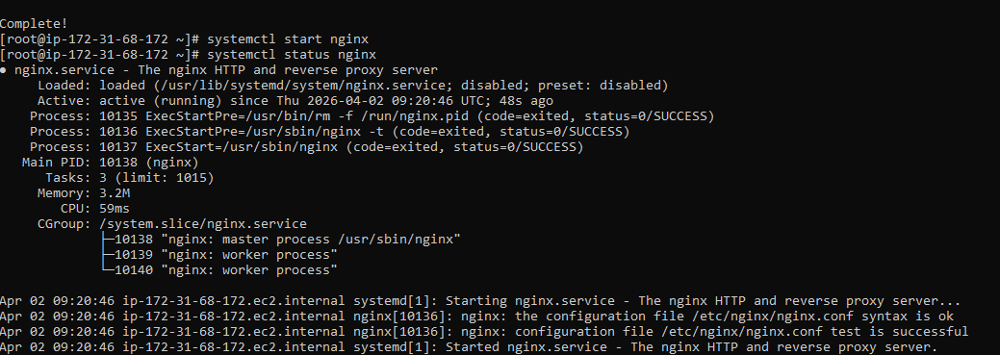 Complete!
[root@ip-172-31-68-172 ~]# systemctl start nginx
[root@ip-172-31-68-172 ~]# systemctl status nginx
● nginx.service - The nginx HTTP and reverse proxy server
     Loaded: loaded (/usr/lib/systemd/system/nginx.service; disabled; preset: disabled)
     Active: active (running) since Thu 2026-04-02 09:20:46 UTC; 48s ago
    Process: 10135 ExecStartPre=/usr/bin/rm -f /run/nginx.pid (code=exited, status=0/SUCCESS)
    Process: 10136 ExecStartPre=/usr/sbin/nginx -t (code=exited, status=0/SUCCESS)
    Process: 10137 ExecStart=/usr/sbin/nginx (code=exited, status=0/SUCCESS)
   Main PID: 10138 (nginx)
      Tasks: 3 (limit: 1015)
     Memory: 3.2M
        CPU: 59ms
     CGroup: /system.slice/nginx.service
             ├─10138 "nginx: master process /usr/sbin/nginx"
             ├─10139 "nginx: worker process"
             └─10140 "nginx: worker process"
Apr 02 09:20:46 ip-172-31-68-172.ec2.internal systemd[1]: Starting nginx.service - The nginx HTTP and reverse proxy server...
Apr 02 09:20:46 ip-172-31-68-172.ec2.internal nginx[10136]: nginx: the configuration file /etc/nginx/nginx.conf syntax is ok
Apr 02 09:20:46 ip-172-31-68-172.ec2.internal nginx[10136]: nginx: configuration file /etc/nginx/nginx.conf test is successful
Apr 02 09:20:46 ip-172-31-68-172.ec2.internal systemd[1]: Started nginx.service - The nginx HTTP and reverse proxy server.